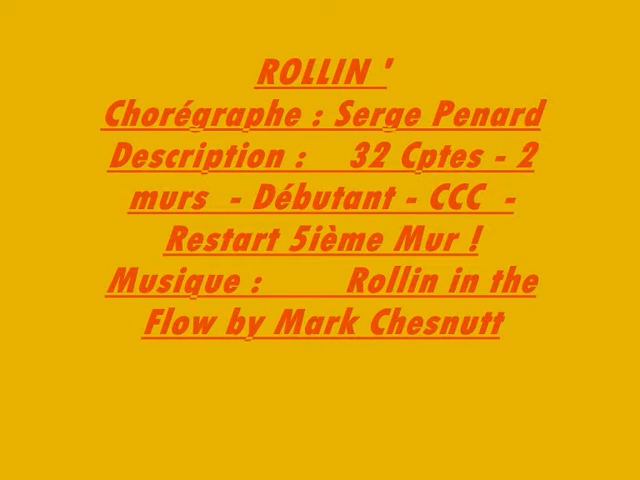 ROLLIN '
Chorégraphe : Serge Penard
Description :    32 Cptes - 2
murs  - Débutant - CCC  -
Restart 5ième Mur !
Musique :        Rollin in the
Flow by Mark Chesnutt